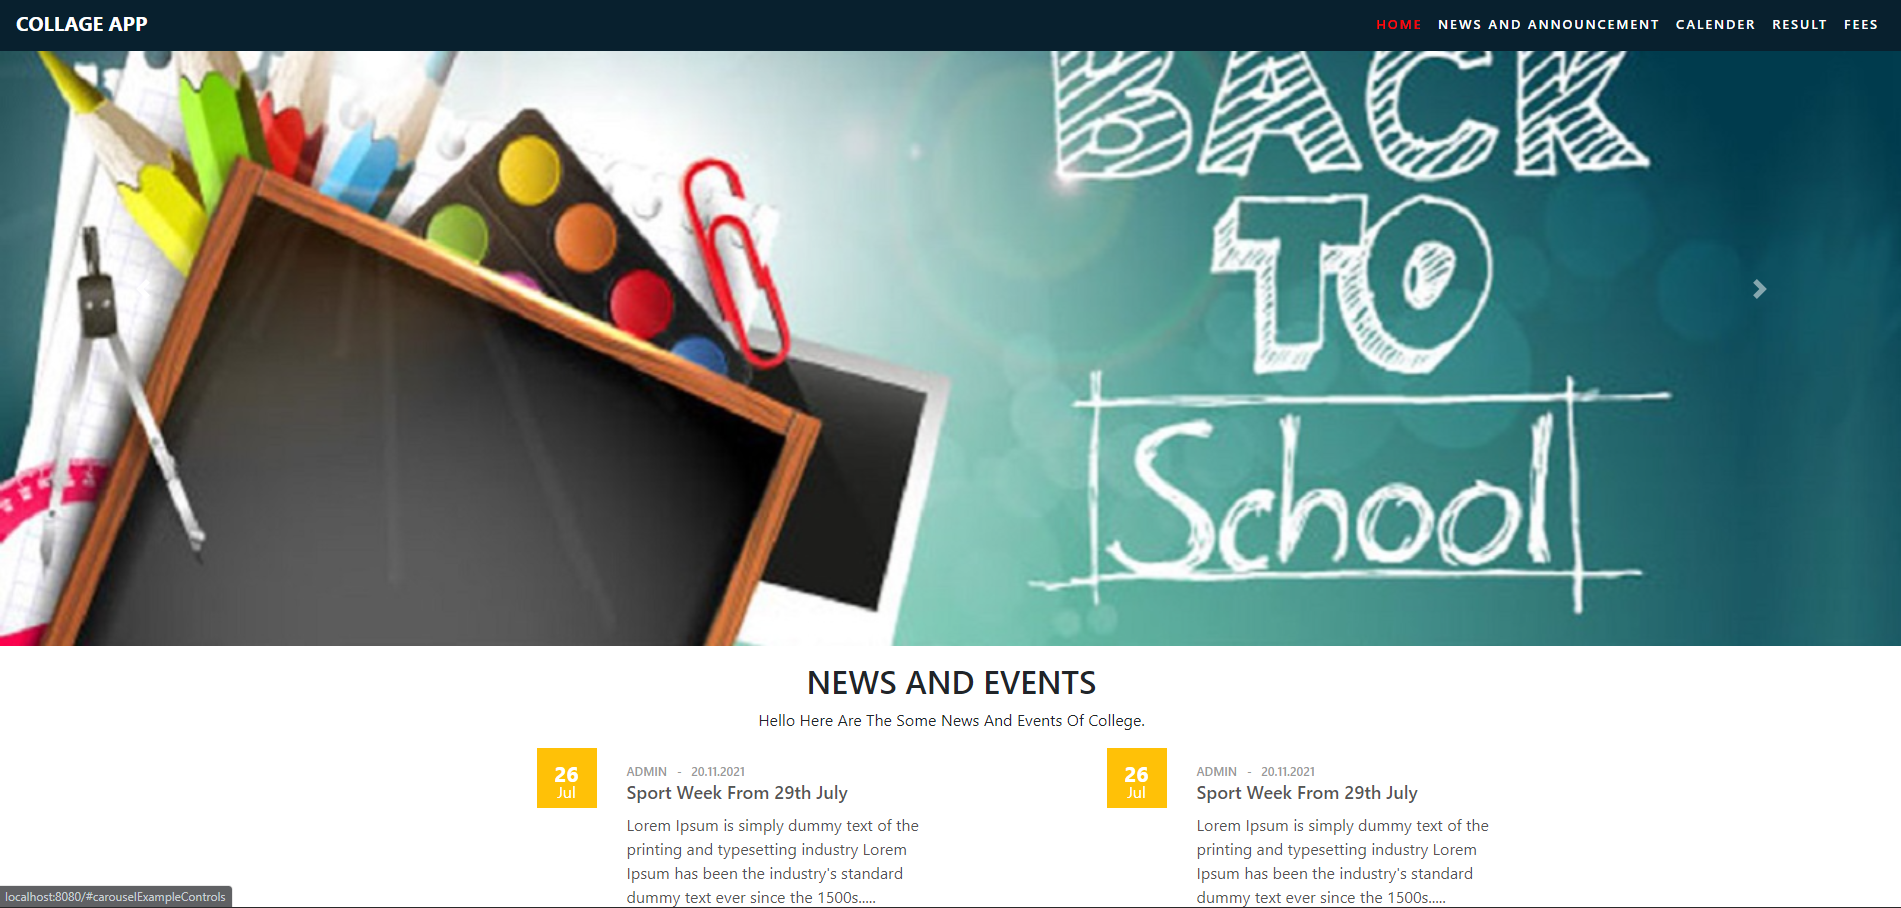 COLLAGE APP
HOME NEWS AND ANNOUNCEMENT CALENDER RESULT FEES
BACK
TO
School
NEWS AND EVENTS
Hello Here Are The Some News And Events Of College.
26
Jul
ADMIN - 20.11.2021
Sport Week From 29th July
Lorem Ipsum is simply dummy text of the
printing and typesetting industry Lorem
Ipsum has been the industry's standard
dummy text ever since the 1500s.....
26
Jul
ADMIN - 20.11.2021
Sport Week From 29th July
Lorem Ipsum is simply dummy text of the
printing and typesetting industry Lorem
Ipsum has been the industry's standard
dummy text ever since the 1500s.....
localhost:8080/#carouselExampleControls